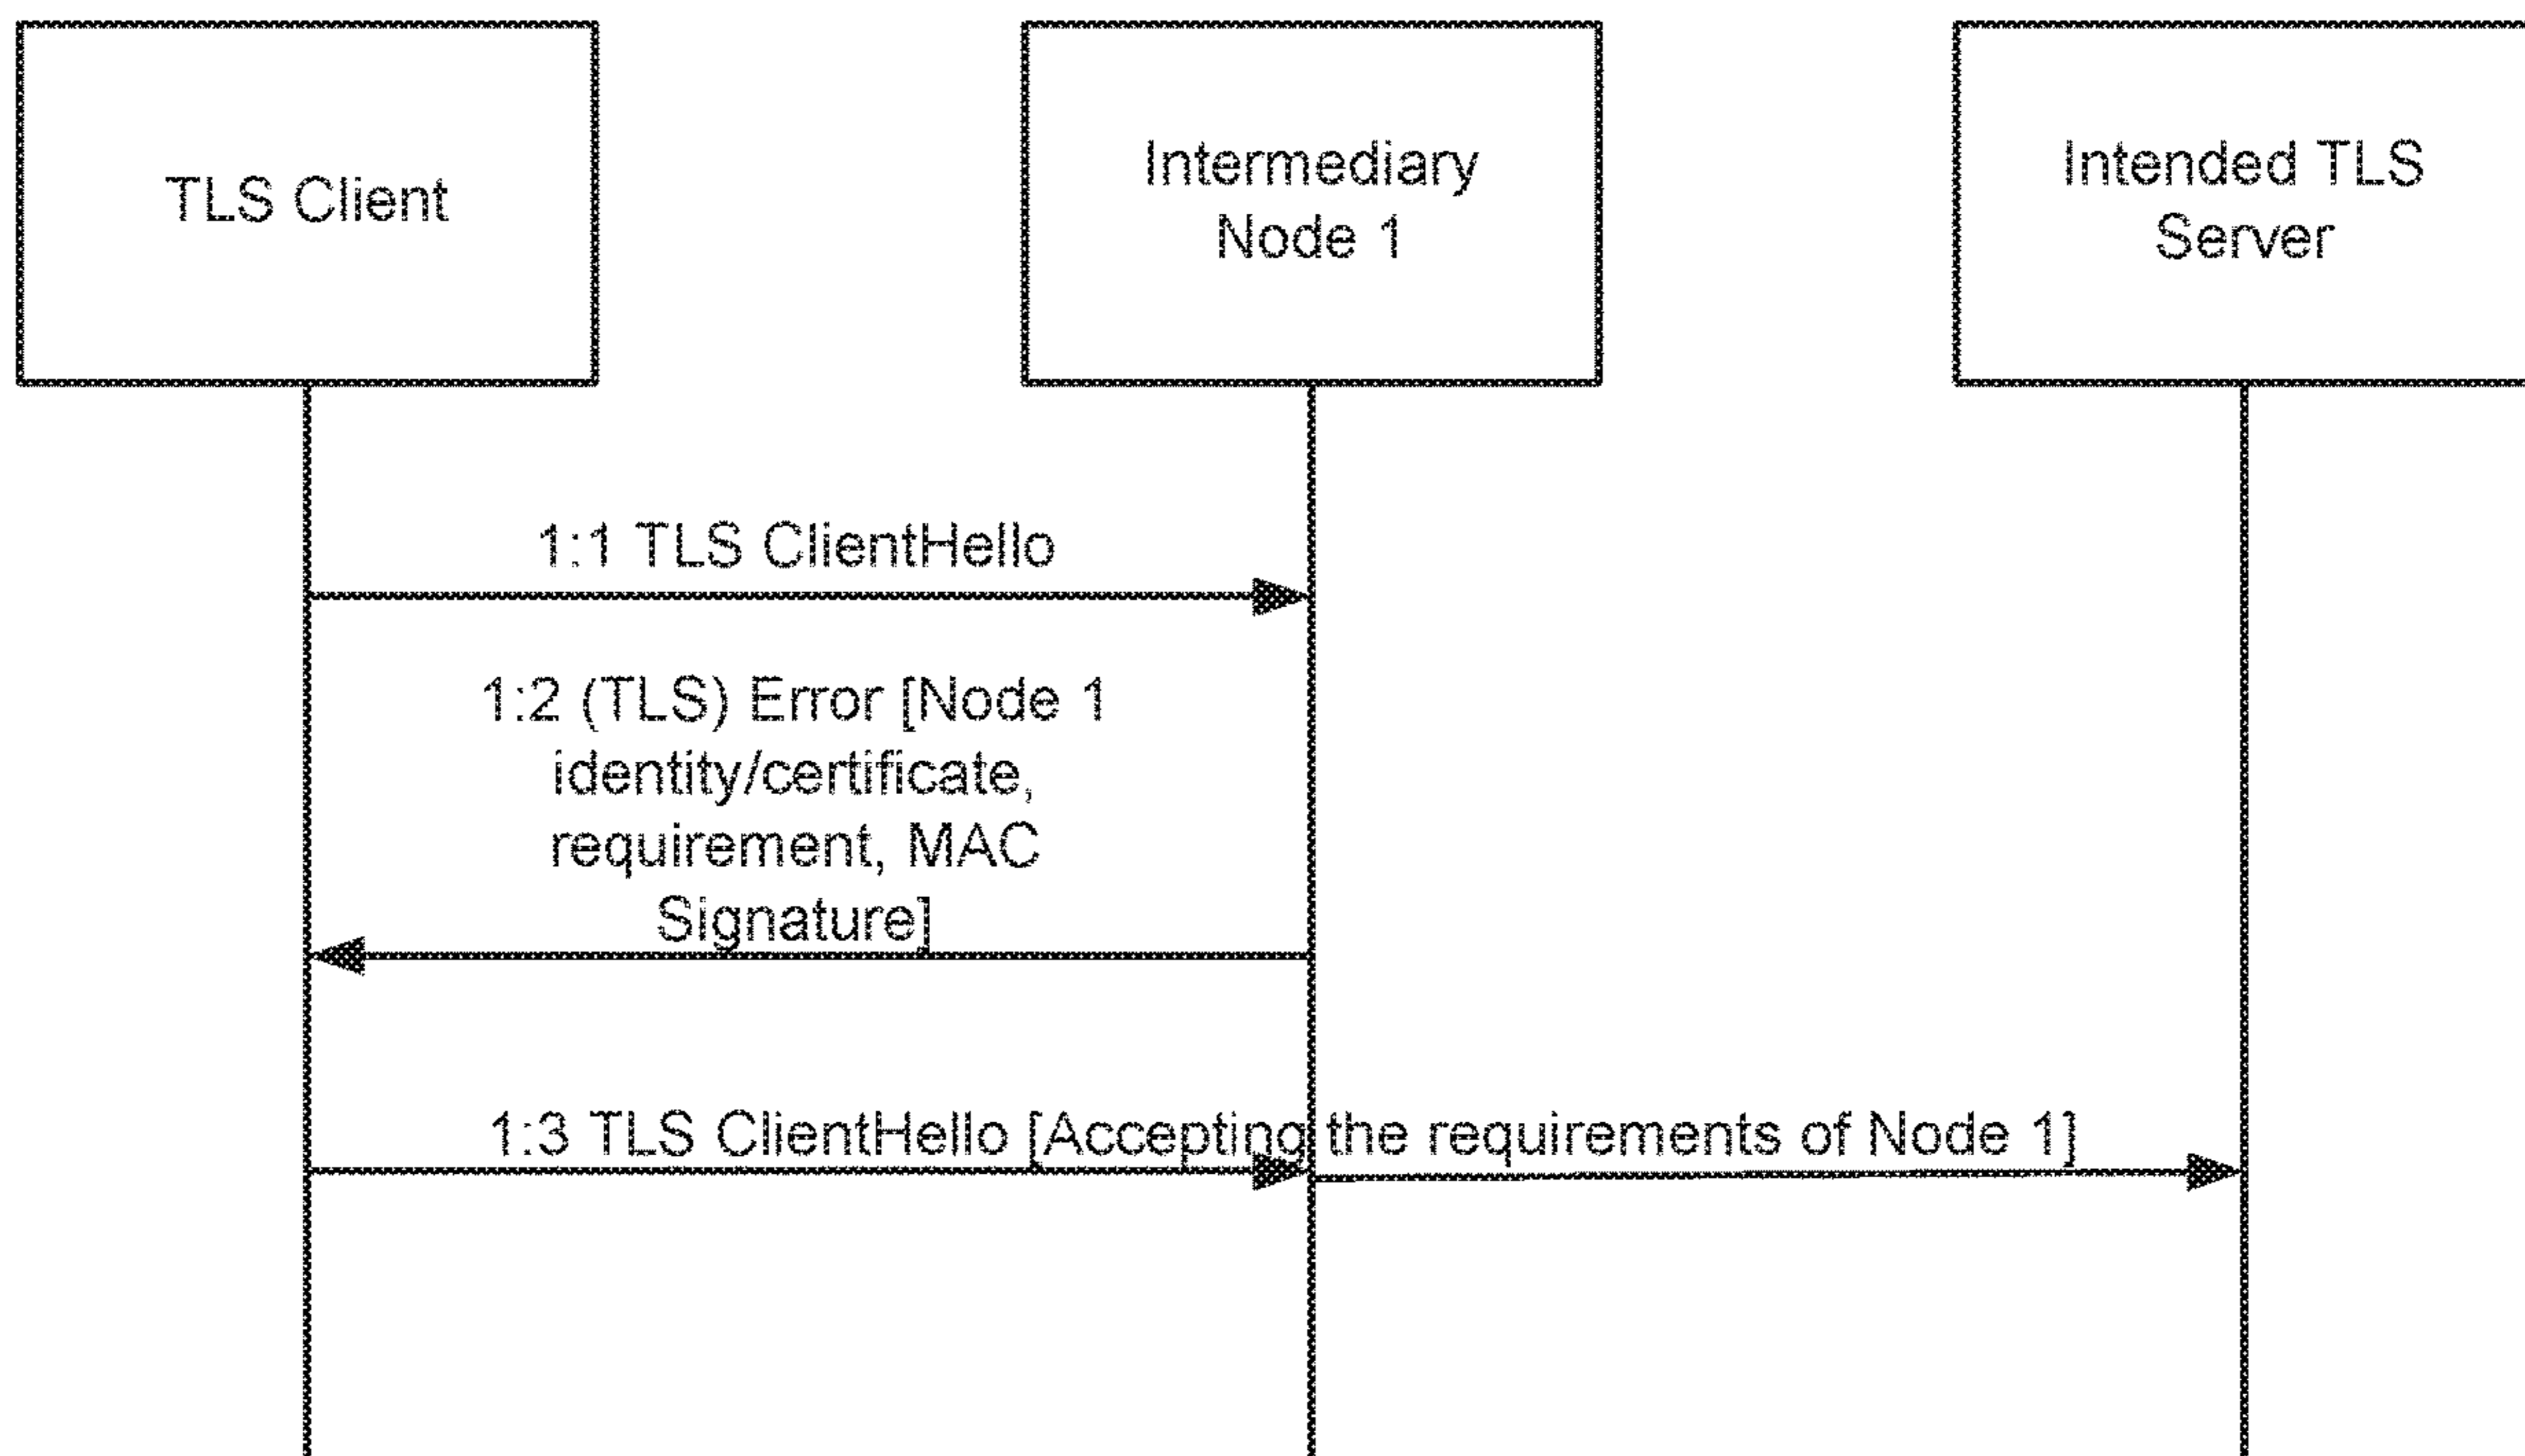 TLS Client
Intermediary
Node 1
Intended TLS
Server
1:1 TLS ClientHello
1:2 (TLS) Error [Node 1
identity/certificate,
requirement, MAC
Signature]
1:3 TLS ClientHello [Accepting the requirements of Node 1]